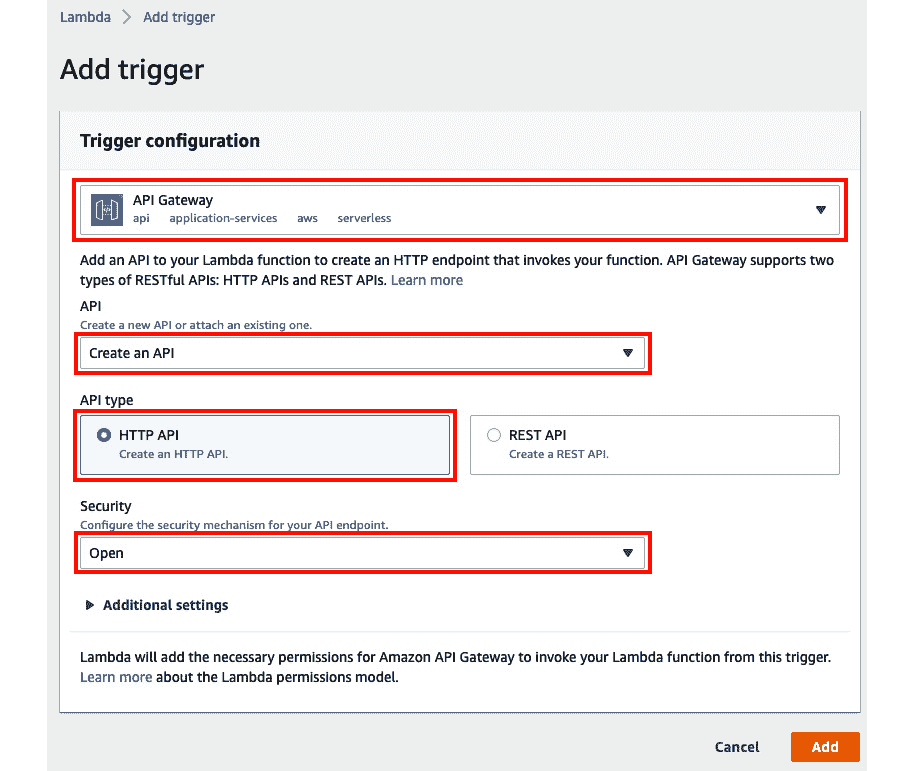 Lambda > Add trigger
Add trigger
Trigger configuration
API Gateway
api application-services aws serverless
Add an API to your Lambda function to create an HTTP endpoint that invokes your function. API Gateway supports two
types of RESTful APIs: HTTP APIs and REST APIs. Learn more
API
Create a new API or attach an existing one.
Create an API
API type
HTTP API
Create an HTTP API.
REST API
Create a REST API.
Security
Configure the security mechanism for your API endpoint.
Open
Additional settings
Lambda will add the necessary permissions for Amazon API Gateway to invoke your Lambda function from this trigger.
Learn more about the Lambda permissions model.
Cancel Add